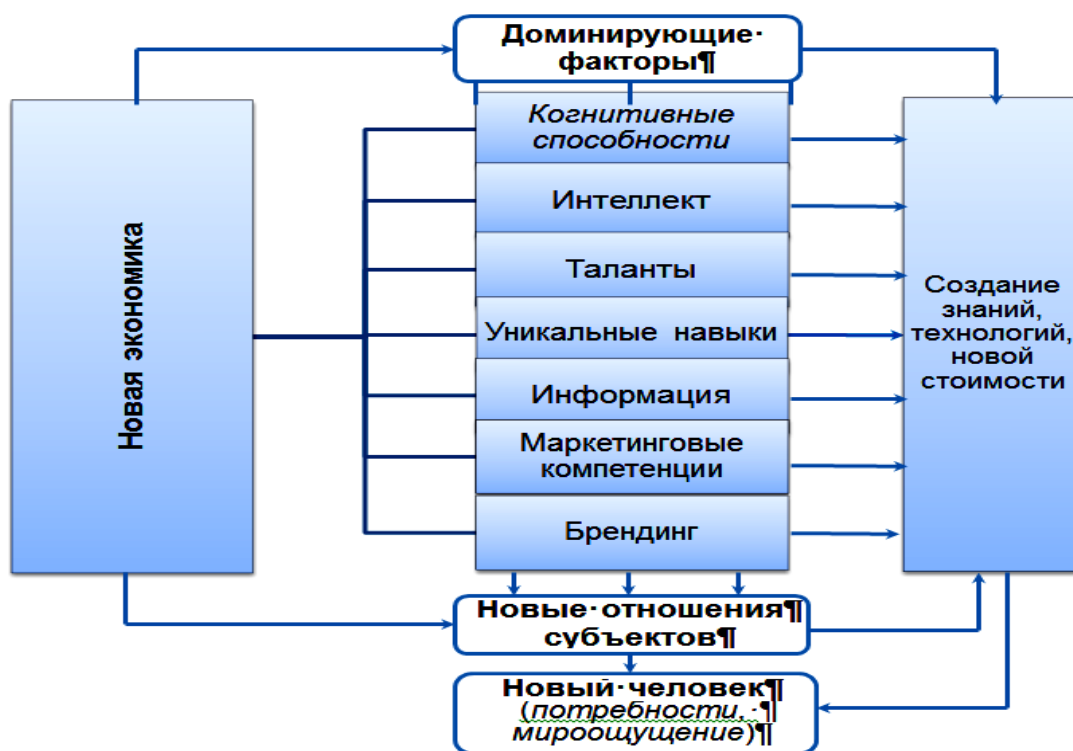 Доминирующие·
факторы¶
Новая экономика
Когнитивные
способности
Интеллект
Таланты
Уникальные навыки
Информация
Маркетинговые
компетенции
Брендинг
Создание
знаний,
технологий,
новой
стоимости
Новые·отношения¶
субъектов¶
Новый·человек¶
(потребности,·¶
мироощущение)¶